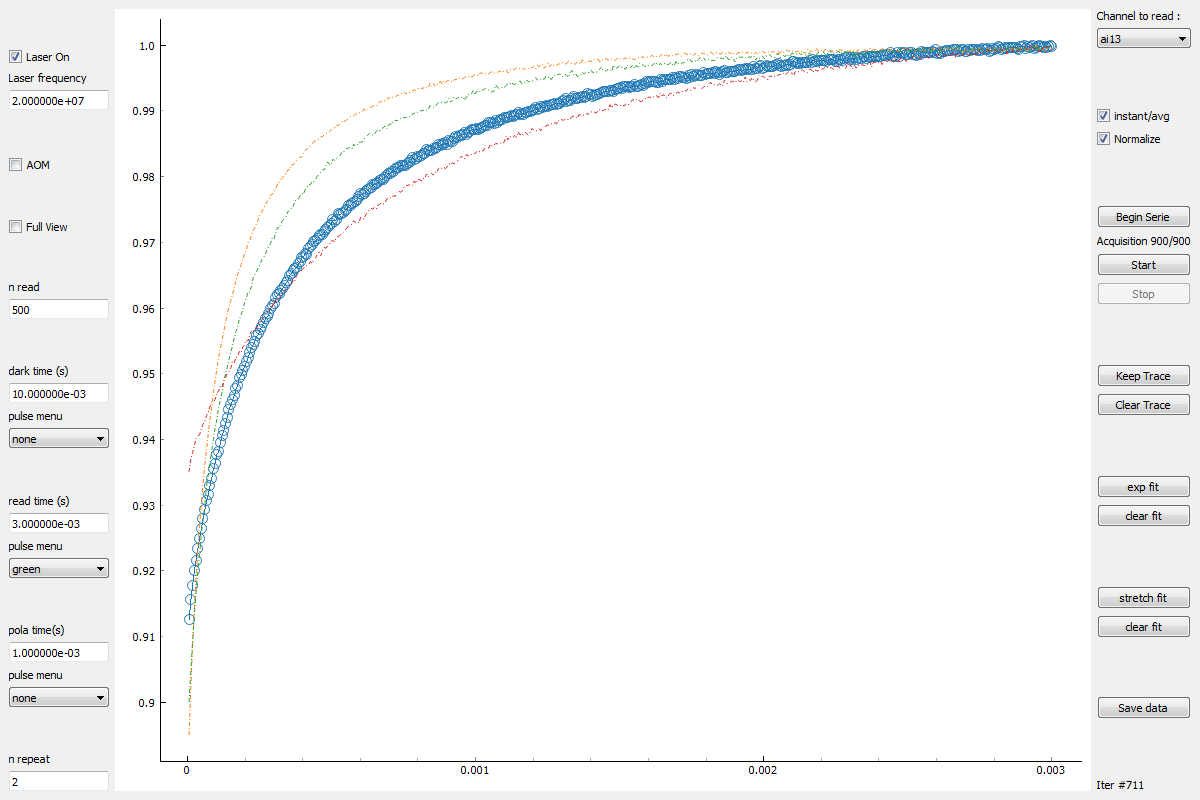 Laser On
Laser frequency
2.000000e+07
AOM
Full View
n read
500
dark time (s)
10.000000e-03
pulse menu
none
read time (s)
3.000000e-03
pulse menu
green
pola time(s)
1.000000e-03
pulse menu
none
n repeat
2
1.0
0.99
0.98
0.97
0.96
0.95
0.94
0.93
0.92
0.91
0.9
0
0.001
0.002
0.003
Channel to read :
ai13
instant/avg
Normalize
Begin Serie
Acquisition 900/900
Start
Stop
Keep Trace
Clear Trace
exp fit
clear fit
stretch fit
clear fit
Save data
Iter #711